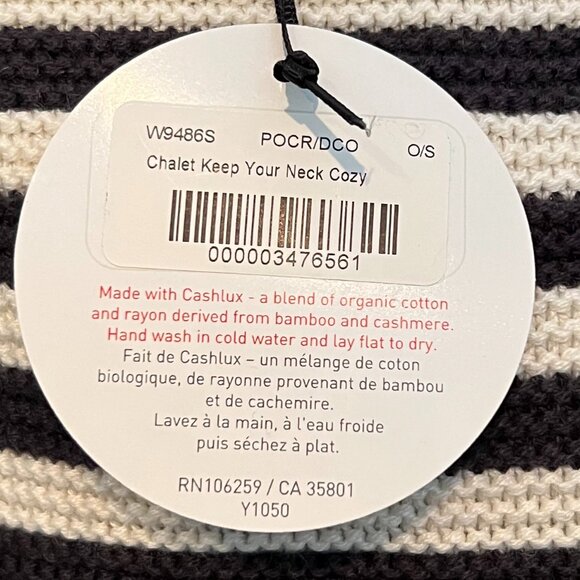 W9486S POCR/DCO O/S
Chalet Keep Your Neck Cozy
000003476561
Made with Cashlux - a blend of organic cotton
and rayon derived from bamboo and cashmere.
Hand wash in cold water and lay flat to dry.
Fait de Cashlux – un mélange de coton
biologique, de rayonne provenant de bambou
et de cachemire.
Lavez à la main, à l'eau froide
puis séchez à plat.
RN106259 / CA 35801
Y1050